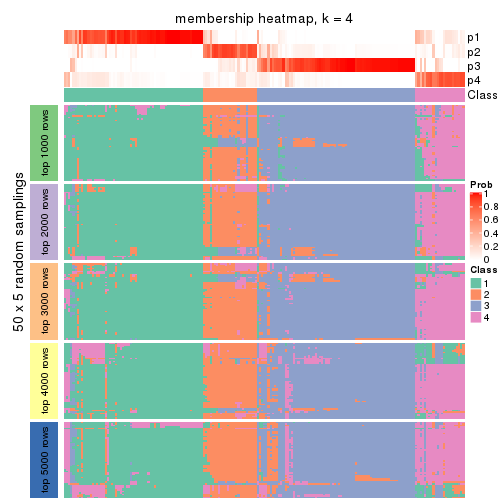 membership heatmap, k = 4
p1
p2
p3
p4
Class
50 x 5 random samplings
top 1000 rows
top 2000 rows
top 3000 rows
top 4000 rows
top 5000 rows
Prob
1
0.8
0.6
0.4
0.2
0
Class
1
2
3
4